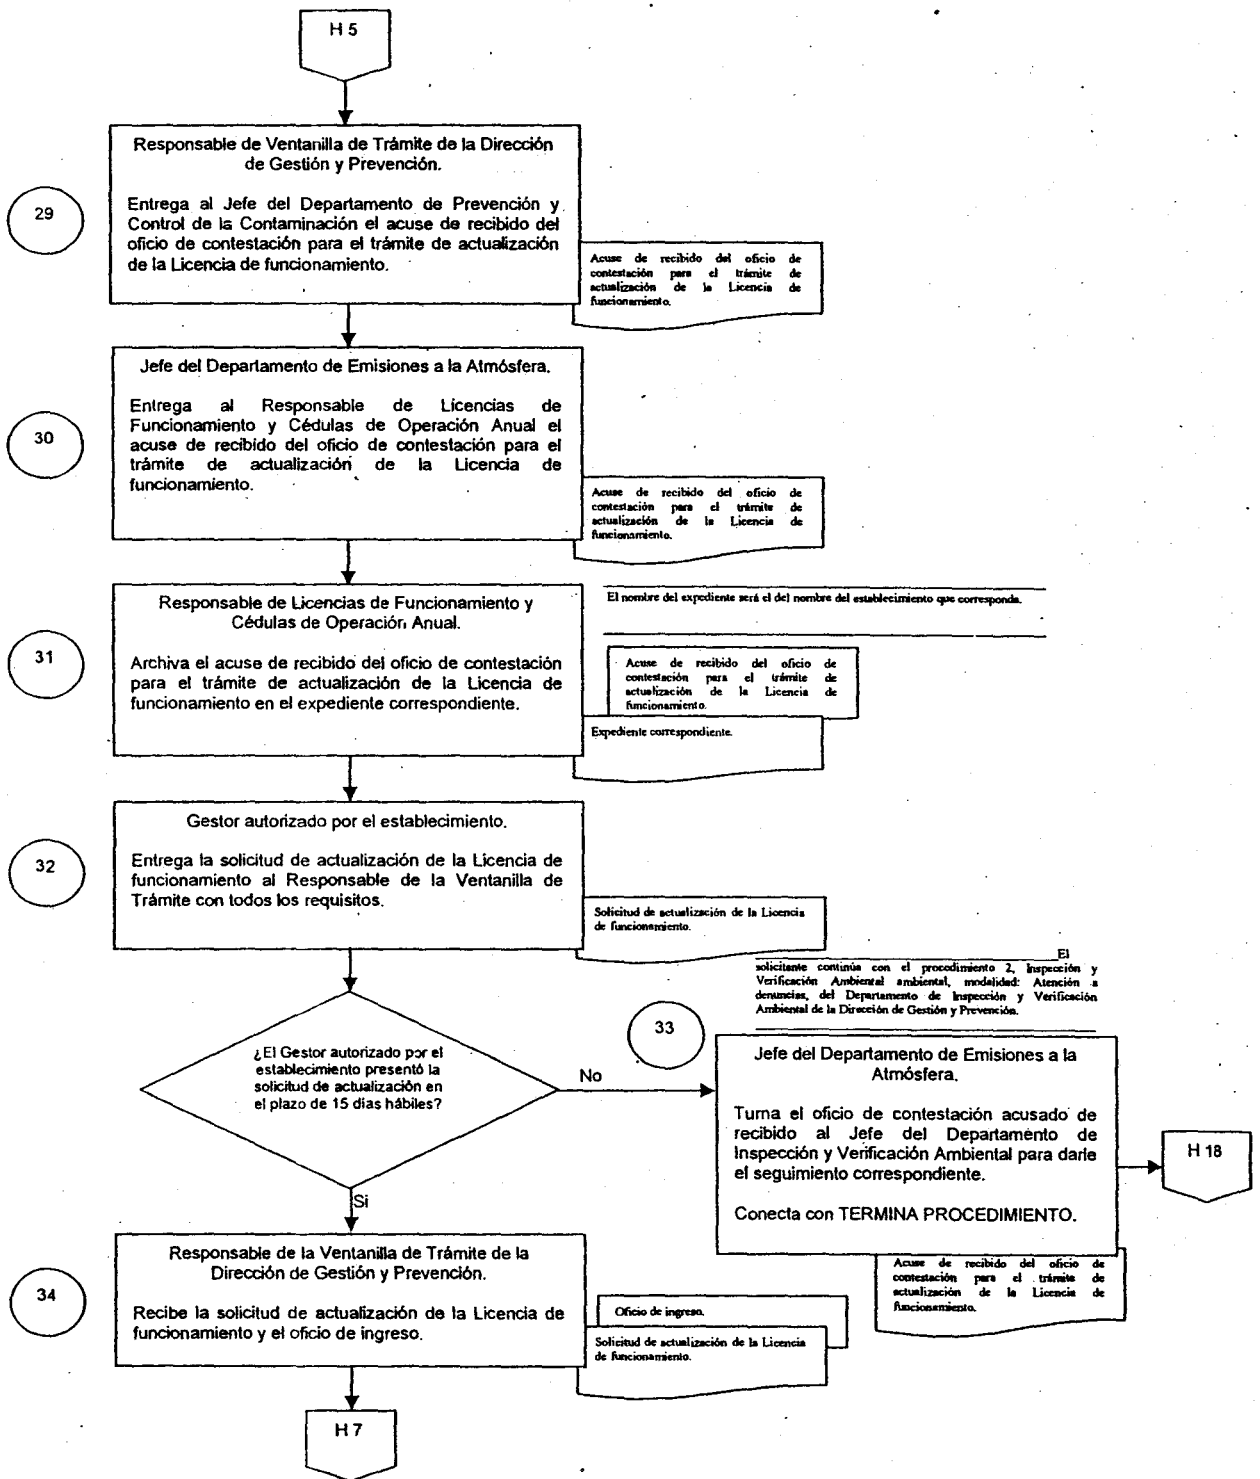 H 5
Responsable de Ventanilla de Trámite de la Dirección
de Gestión y Prevención.
29
Entrega al Jefe del Departamento de Prevención y
Control de la Contaminación el acuse de recibido del
oficio de contestación para el trámite de actualización
de la Licencia de funcionamiento.
Acuse de recibido del oficio de
contestación para el trámite de
actualización de la Licencia de
funcionamiento.
Jefe del Departamento de Emisiones a la Atmósfera.
30
Entrega al Responsable de Licencias de
Funcionamiento y Cédulas de Operación Anual el
acuse de recibido del oficio de contestación para el
trámite de actualización de la Licencia de
funcionamiento.
Acuse de recibido del oficio de
contestación para el trámite de
actualización de la Licencia de
funcionamiento.
Responsable de Licencias de Funcionamiento y
Cédulas de Operación Anual.
El nombre del expediente será el del nombre del establecimiento que corresponda.
31
Archiva el acuse de recibido del oficio de contestación
para el trámite de actualización de la Licencia de
funcionamiento en el expediente correspondiente.
Acuse de recibido del oficio de
contestación para el trámite de
actualización de la Licencia de
funcionamiento.
Expediente correspondiente.
Gestor autorizado por el establecimiento.
32
Entrega la solicitud de actualización de la Licencia de
funcionamiento al Responsable de la Ventanilla de
Trámite con todos los requisitos.
Solicitud de actualización de la Licencia
de funcionamiento.
El
solicitante continúa con el procedimiento 2, Inspección y
Verificación Ambiental ambiental, modalidad: Atención a
denuncias, del Departamento de Inspección y Verificación
Ambiental de la Dirección de Gestión y Prevención.
¿El Gestor autorizado por el
establecimiento presentó la
solicitud de actualización en
el plazo de 15 días hábiles?
No
33
Jefe del Departamento de Emisiones a la
Atmósfera.
Turna el oficio de contestación acusado de
recibido al Jefe del Departamento de
Inspección y Verificación Ambiental para darle
el seguimiento correspondiente.
Conecta con TERMINA PROCEDIMIENTO.
H 18
Acuse de recibido del oficio de
contestación para el trámite de
actualización de la Licencia de
funcionamiento.
Si
Responsable de la Ventanilla de Trámite de la
Dirección de Gestión y Prevención.
34
Recibe la solicitud de actualización de la Licencia de
funcionamiento y el oficio de ingreso.
Oficio de ingreso.
Solicitud de actualización de la Licencia
de funcionamiento.
H 7